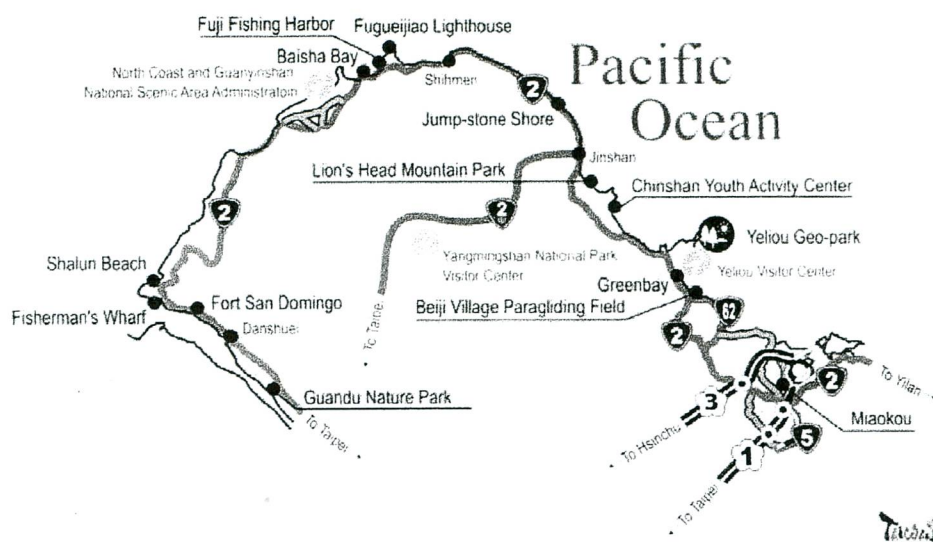 Fuji Fishing Harbor
Fugueijiao Lighthouse
Baisha Bay
North Coast and Guanyinshan
National Scenic Area Administratoin
Shihmen
Pacific
Ocean
2
Jump-stone Shore
Jinshan
Lion's Head Mountain Park
Chinshan Youth Activity Center
2
2
Yeliou Geo-park
Yangmingshan National Park
Visitor Center
Yeliou Visitor Center
Shalun Beach
Greenbay
Fort San Domingo
Beiji Village Paragliding Field
Fisherman's Wharf
Danshuei
To Taipei
62
2
2
To Yilan
Guandu Nature Park
3
Miaokou
To Taipei
To Hsinchu
5
1
To Taipei